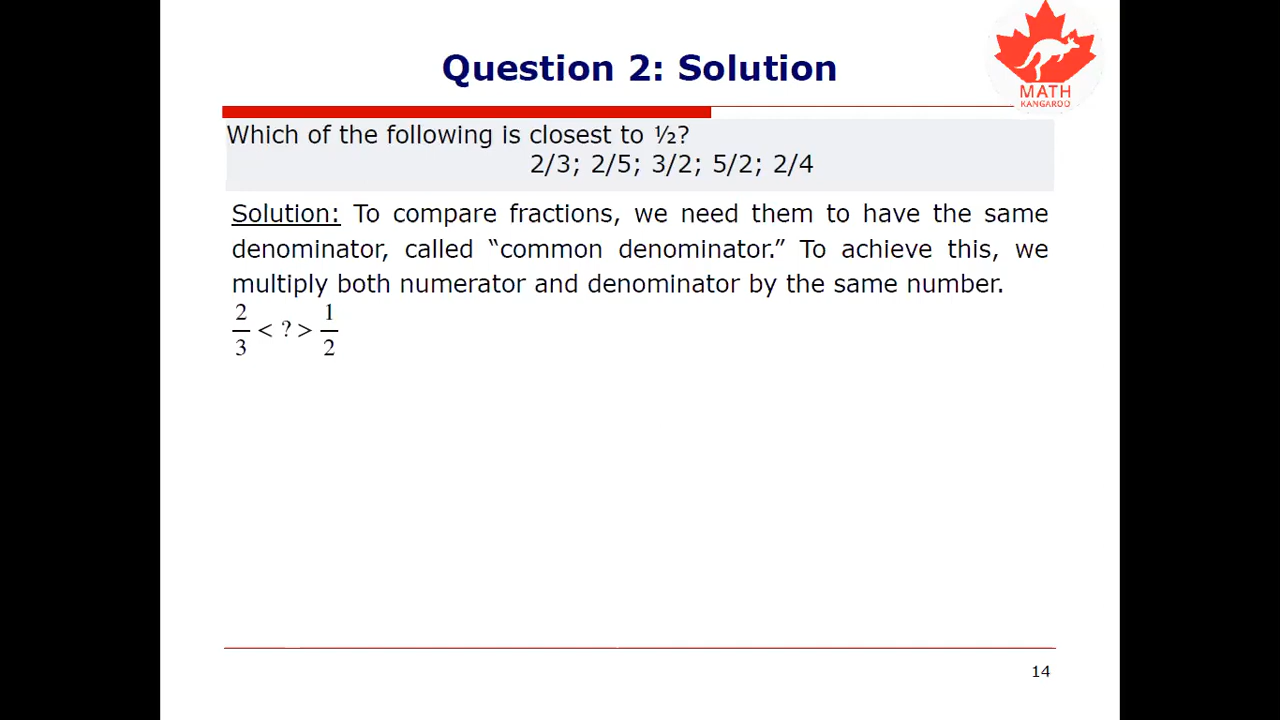 Question 2: Solution
MATH
KANGAROO
Which of the following is closest to ½?
2/3; 2/5; 3/2; 5/2; 2/4
Solution: To compare fractions, we need them to have the same
denominator, called “common denominator.” To achieve this, we
multiply both numerator and denominator by the same number.
2/3 < ? > 1/2
14